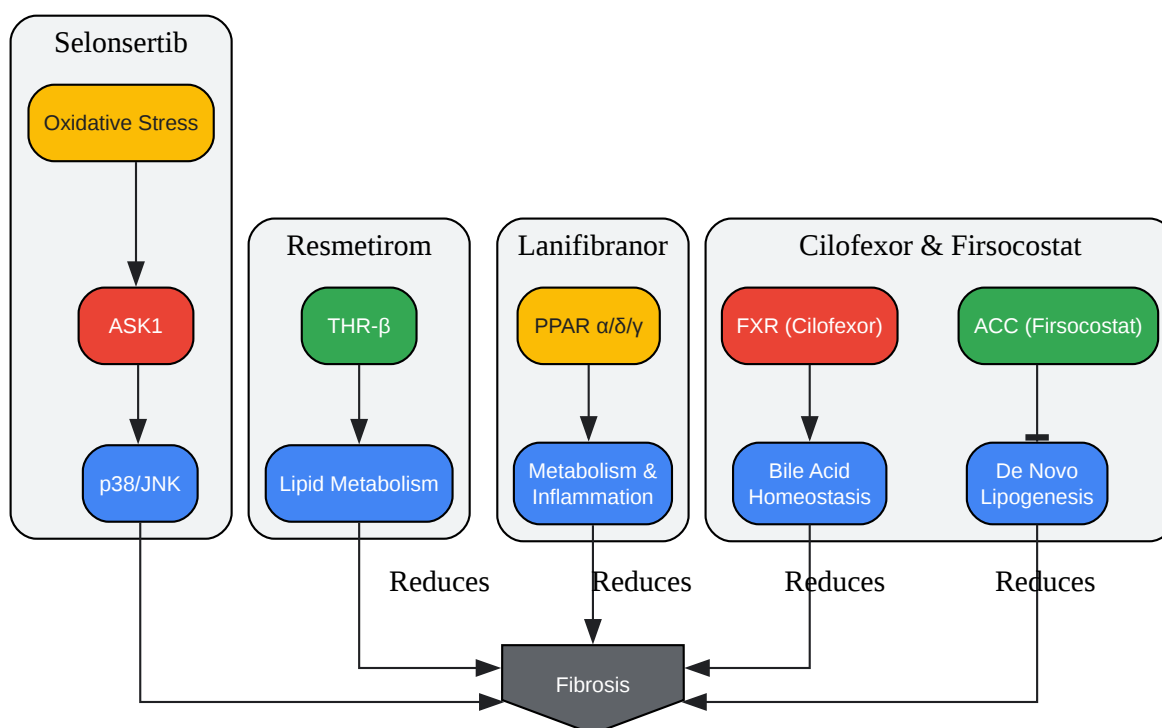 Selonsertib
Oxidative Stress
ASK1
p38/JNK
Resmetirom
THR-β
Lipid Metabolism
Lanifibranor
PPAR α/δ/γ
Metabolism &
Inflammation
Cilofexor & Firsocostat
FXR (Cilofexor)
ACC (Firsocostat)
Bile Acid
Homeostasis
De Novo
Lipogenesis
Reduces
Reduces
Reduces
Reduces
Fibrosis